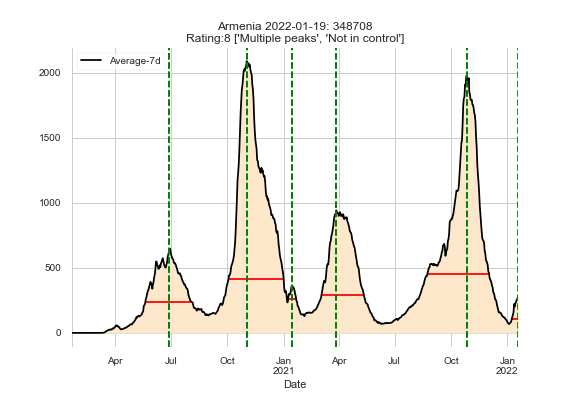 Armenia 2022-01-19: 348708
Rating:8 ['Multiple peaks', 'Not in control']
Average-7d
2000
1500
1000
500
0
Apr Jul Oct Jan Apr Jul Oct Jan
2021 2022
Date